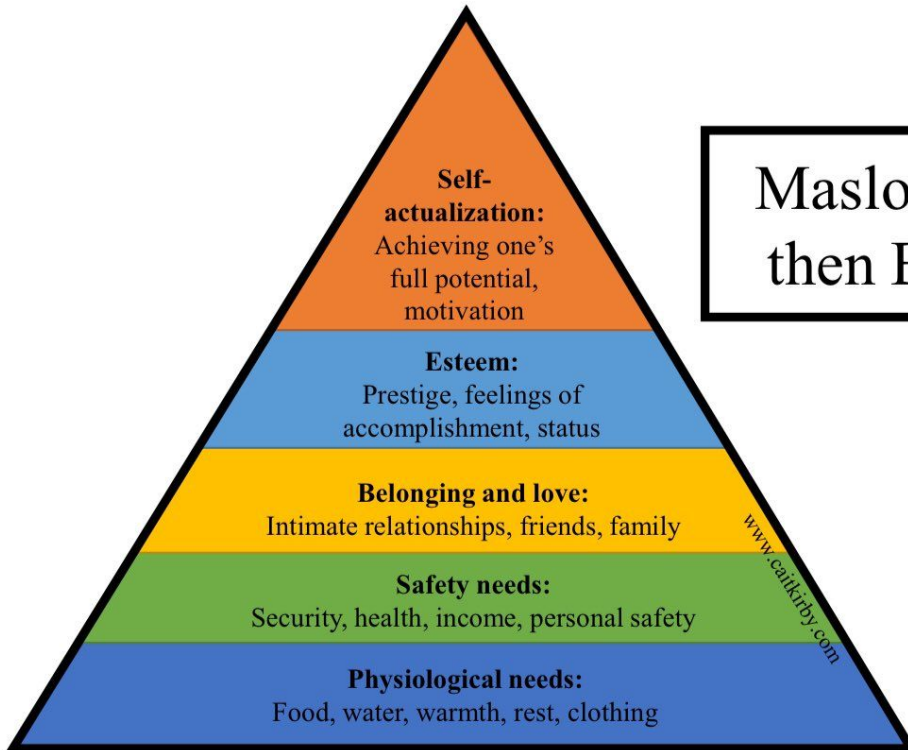 Self-
actualization:
Achieving one's
full potential,
motivation
Esteem:
Prestige, feelings of
accomplishment, status
Belonging and love:
Intimate relationships, friends, family
Safety needs:
Security, health, income, personal safety
Physiological needs:
Food, water, warmth, rest, clothing
www.caitkirby.com
then